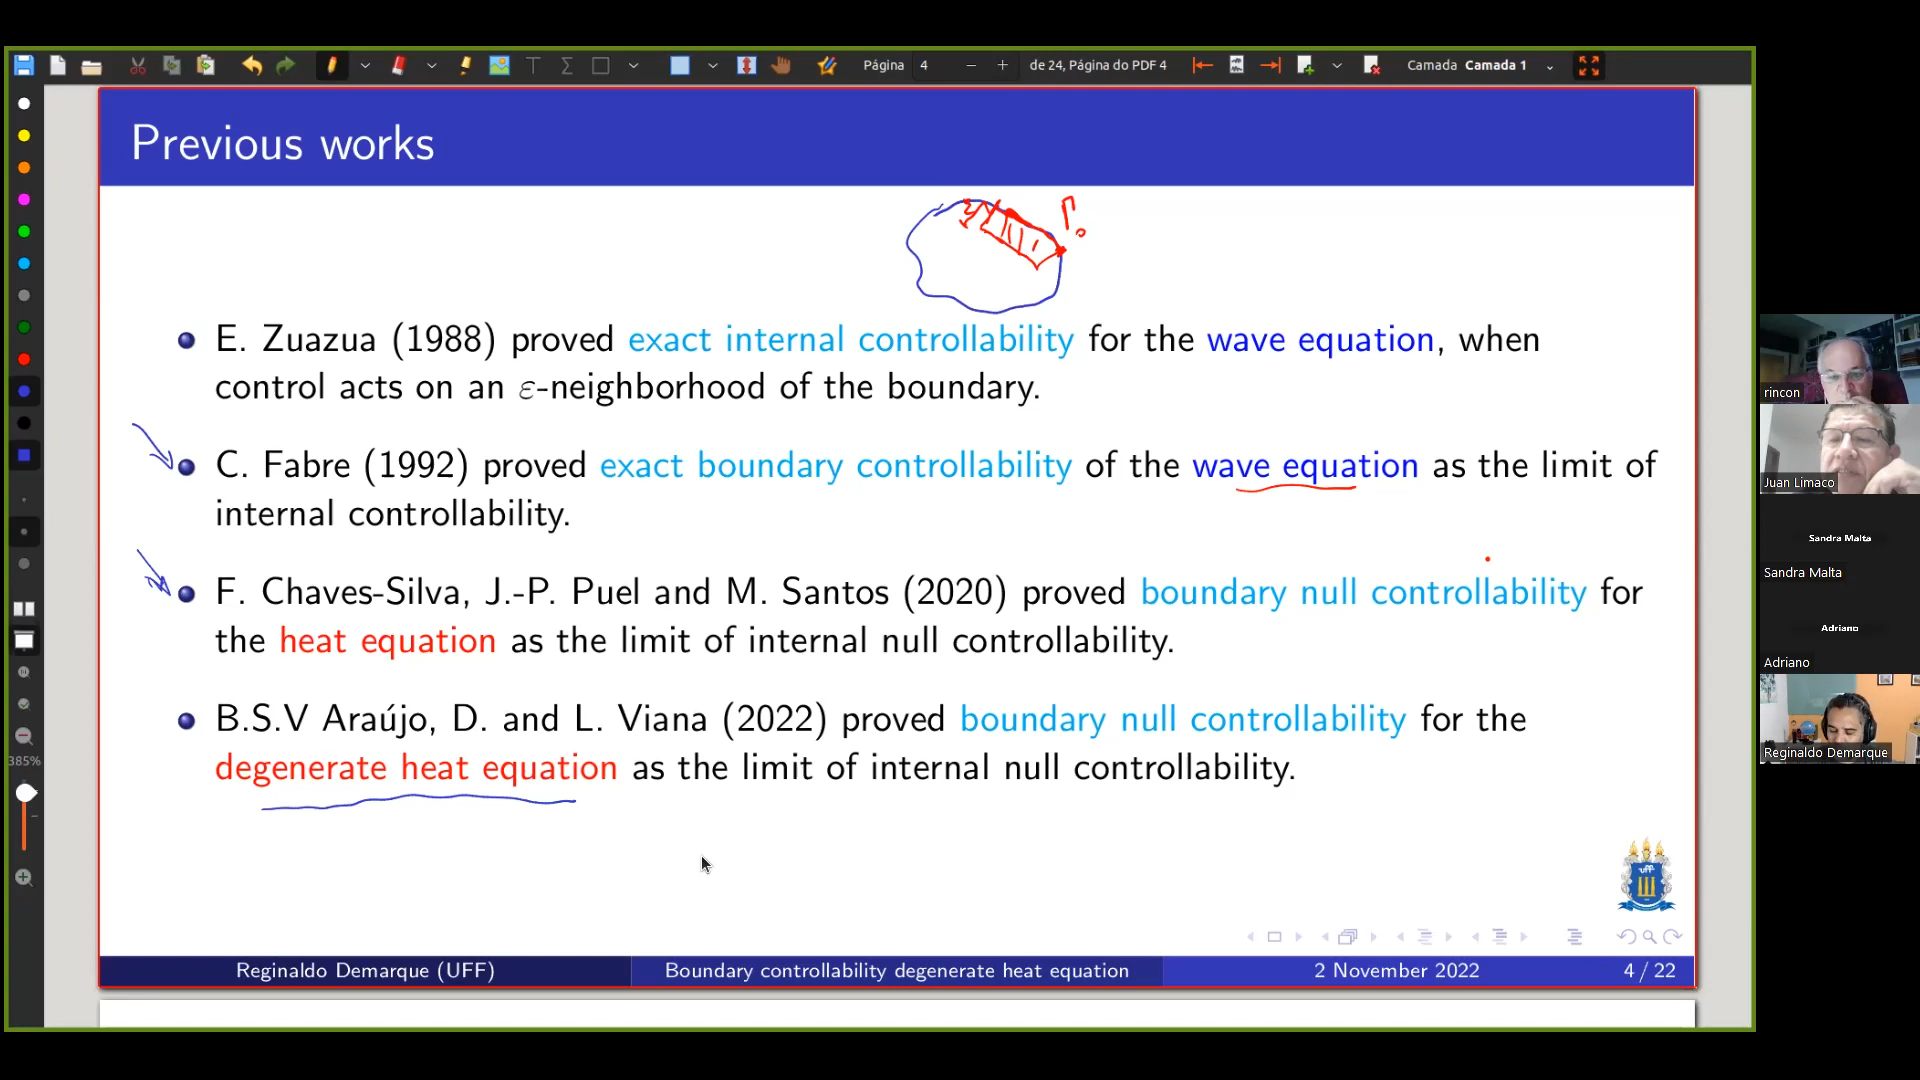 Página 4 de 24, Página do PDF 4 Camada Camada 1
Previous works
Γ₀
E. Zuazua (1988) proved exact internal controllability for the wave equation, when
control acts on an ε-neighborhood of the boundary.
C. Fabre (1992) proved exact boundary controllability of the wave equation as the limit of
internal controllability.
F. Chaves-Silva, J.-P. Puel and M. Santos (2020) proved boundary null controllability for
the heat equation as the limit of internal null controllability.
B.S.V Araújo, D. and L. Viana (2022) proved boundary null controllability for the
degenerate heat equation as the limit of internal null controllability.
385%
uff
Reginaldo Demarque (UFF) Boundary controllability degenerate heat equation 2 November 2022 4 / 22
rincon
Juan Limaco
Sandra Malta
Sandra Malta
Adriano
Adriano
Reginaldo Demarque